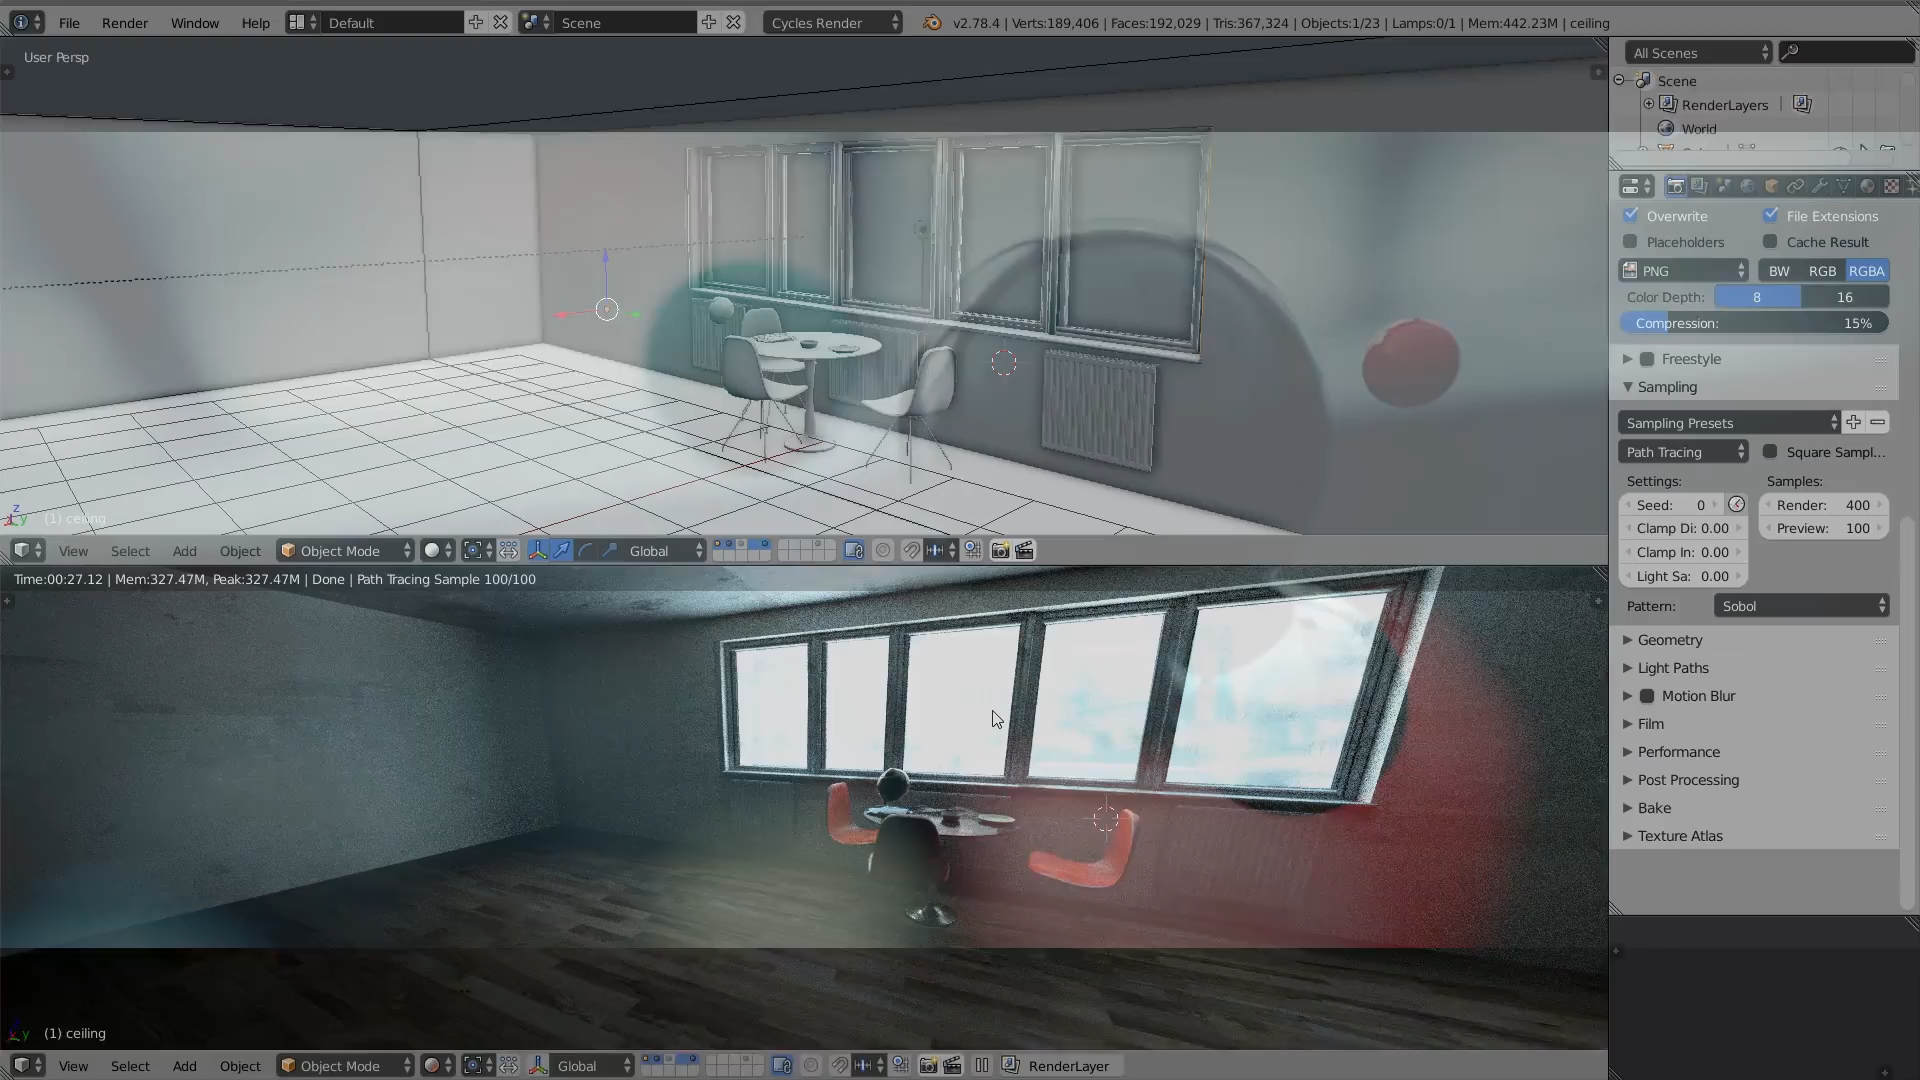 File Render Window Help Default Scene Cycles Render v2.78.4 | Verts:189,406 | Faces:192,029 | Tris:367,324 | Objects:1/23 | Lamps:0/1 | Mem:442.23M | ceiling
User Persp
All Scenes
Scene
RenderLayers
World
Overwrite File Extensions
Placeholders Cache Result
PNG BW RGB RGBA
Color Depth: 8 16
Compression: 15%
Freestyle
Sampling
Sampling Presets
Path Tracing Square Sampl...
Settings: Samples:
Seed: 0 Render: 400
Clamp Di: 0.00 Preview: 100
Clamp In: 0.00
Light Sa: 0.00
Pattern: Sobol
Geometry
Light Paths
Motion Blur
Film
Performance
Post Processing
Bake
Texture Atlas
z
y
(1) ceiling
View Select Add Object Object Mode Global
Time:00:27.12 | Mem:327.47M, Peak:327.47M | Done | Path Tracing Sample 100/100
y
(1) ceiling
View Select Add Object Object Mode Global RenderLayer